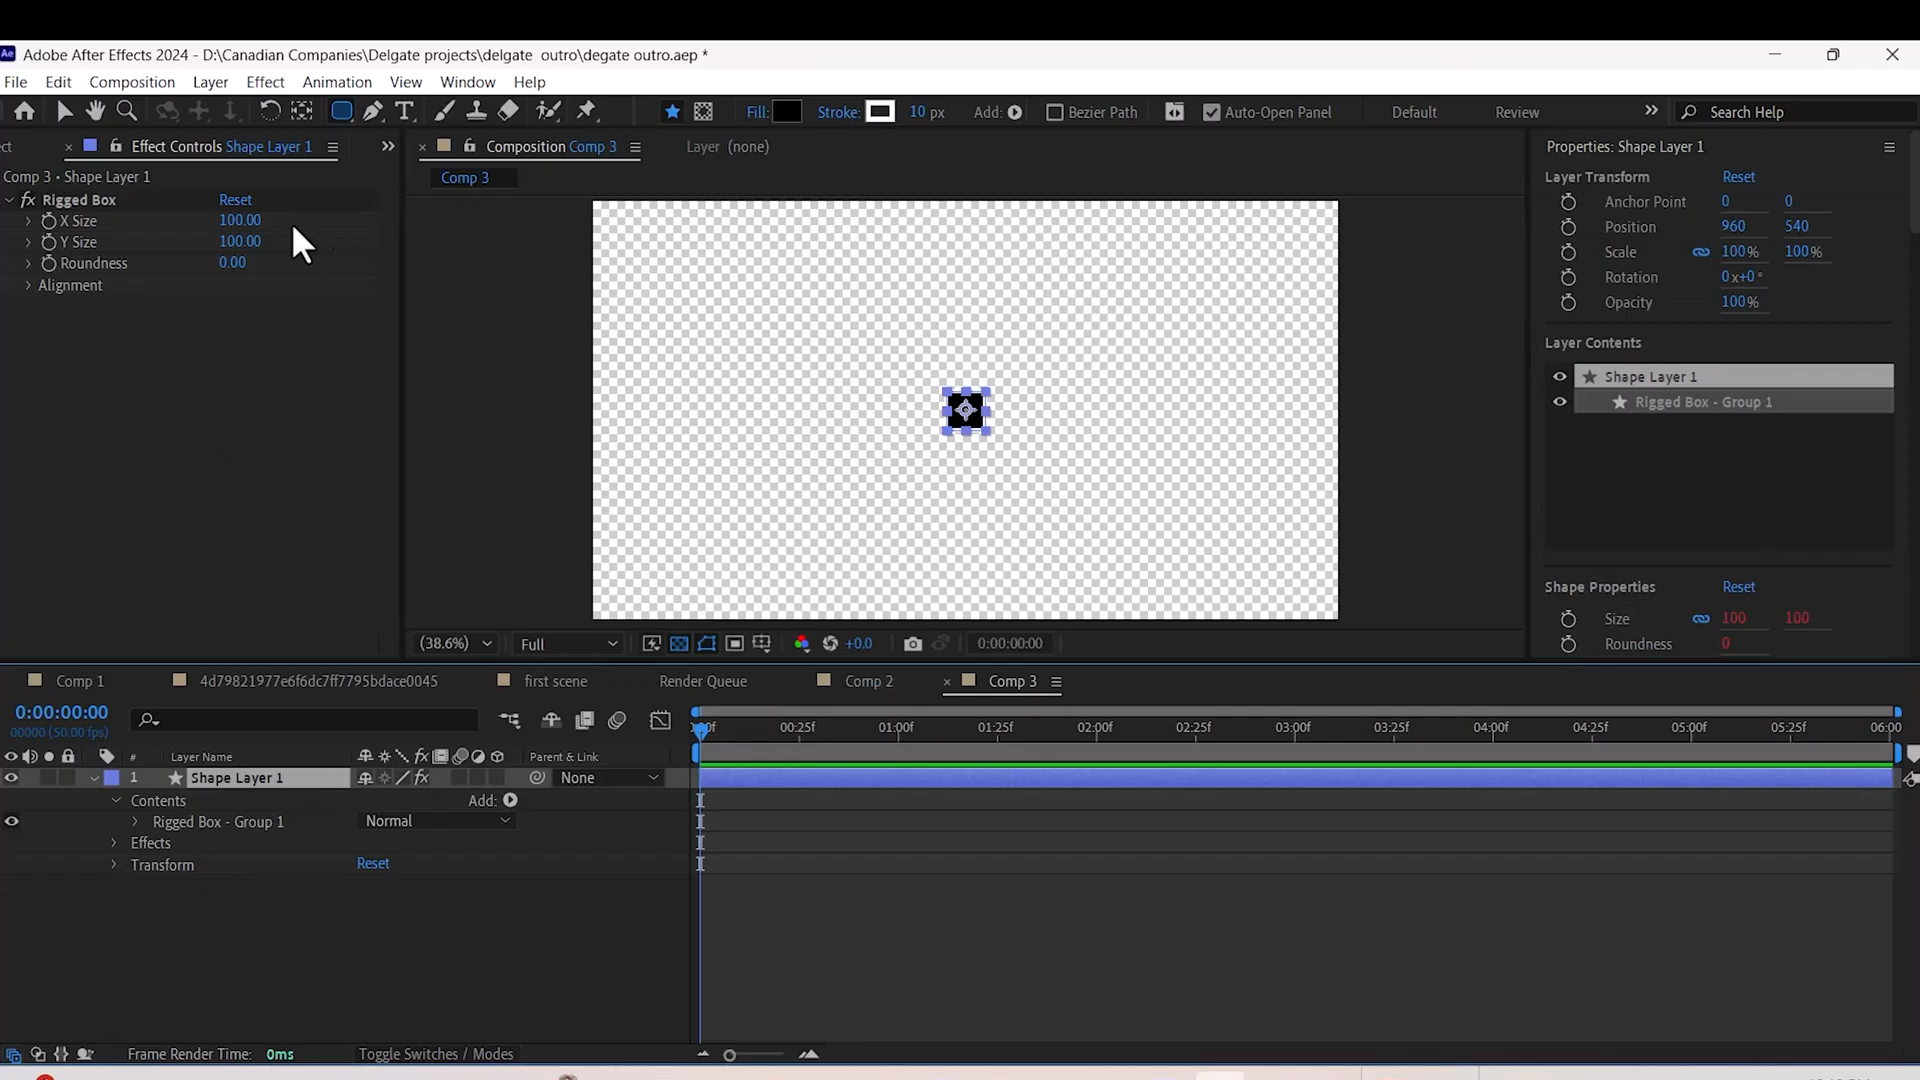 Ae Adobe After Effects 2024 - D:\Canadian Companies\Delgate projects\delgate outro\degate outro.aep *
File Edit Composition Layer Effect Animation View Window Help
T Fill: Stroke: 10 px Add: Bezier Path Auto-Open Panel Default Review Search Help
ct Effect Controls Shape Layer 1
Composition Comp 3 Layer (none)
Properties: Shape Layer 1
Comp 3 • Shape Layer 1
Comp 3
Layer Transform Reset
fx Rigged Box Reset
X Size 100.00
Y Size 100.00
Roundness 0.00
Alignment
Anchor Point 0 0
Position 960 540
Scale 100% 100%
Rotation 0x+0°
Opacity 100%
Layer Contents
Shape Layer 1
Rigged Box - Group 1
Shape Properties Reset
Size 100 100
Roundness 0
(38.6%) Full +0.0 0:00:00:00
Comp 1 4d79821977e6f6dc7ff7795bdace0045 first scene Render Queue Comp 2 Comp 3
0:00:00:00
00000 (50.00 fps)
00f 00:25f 01:00f 01:25f 02:00f 02:25f 03:00f 03:25f 04:00f 04:25f 05:00f 05:25f 06:00
# Layer Name fx Parent & Link
1 Shape Layer 1 fx None
Contents Add:
Rigged Box - Group 1 Normal
Effects
Transform Reset
Frame Render Time: 0ms Toggle Switches / Modes